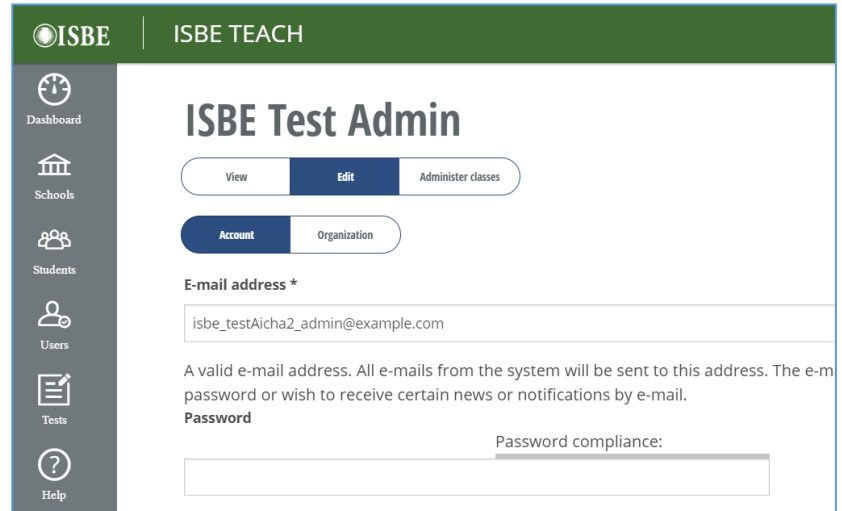 ISBE
ISBE TEACH
Dashboard
Schools
Students
Users
Tests
Help
ISBE Test Admin
View Edit Administer classes
Account Organization
E-mail address *
isbe_testAicha2_admin@example.com
A valid e-mail address. All e-mails from the system will be sent to this address. The e-m
password or wish to receive certain news or notifications by e-mail.
Password
Password compliance: